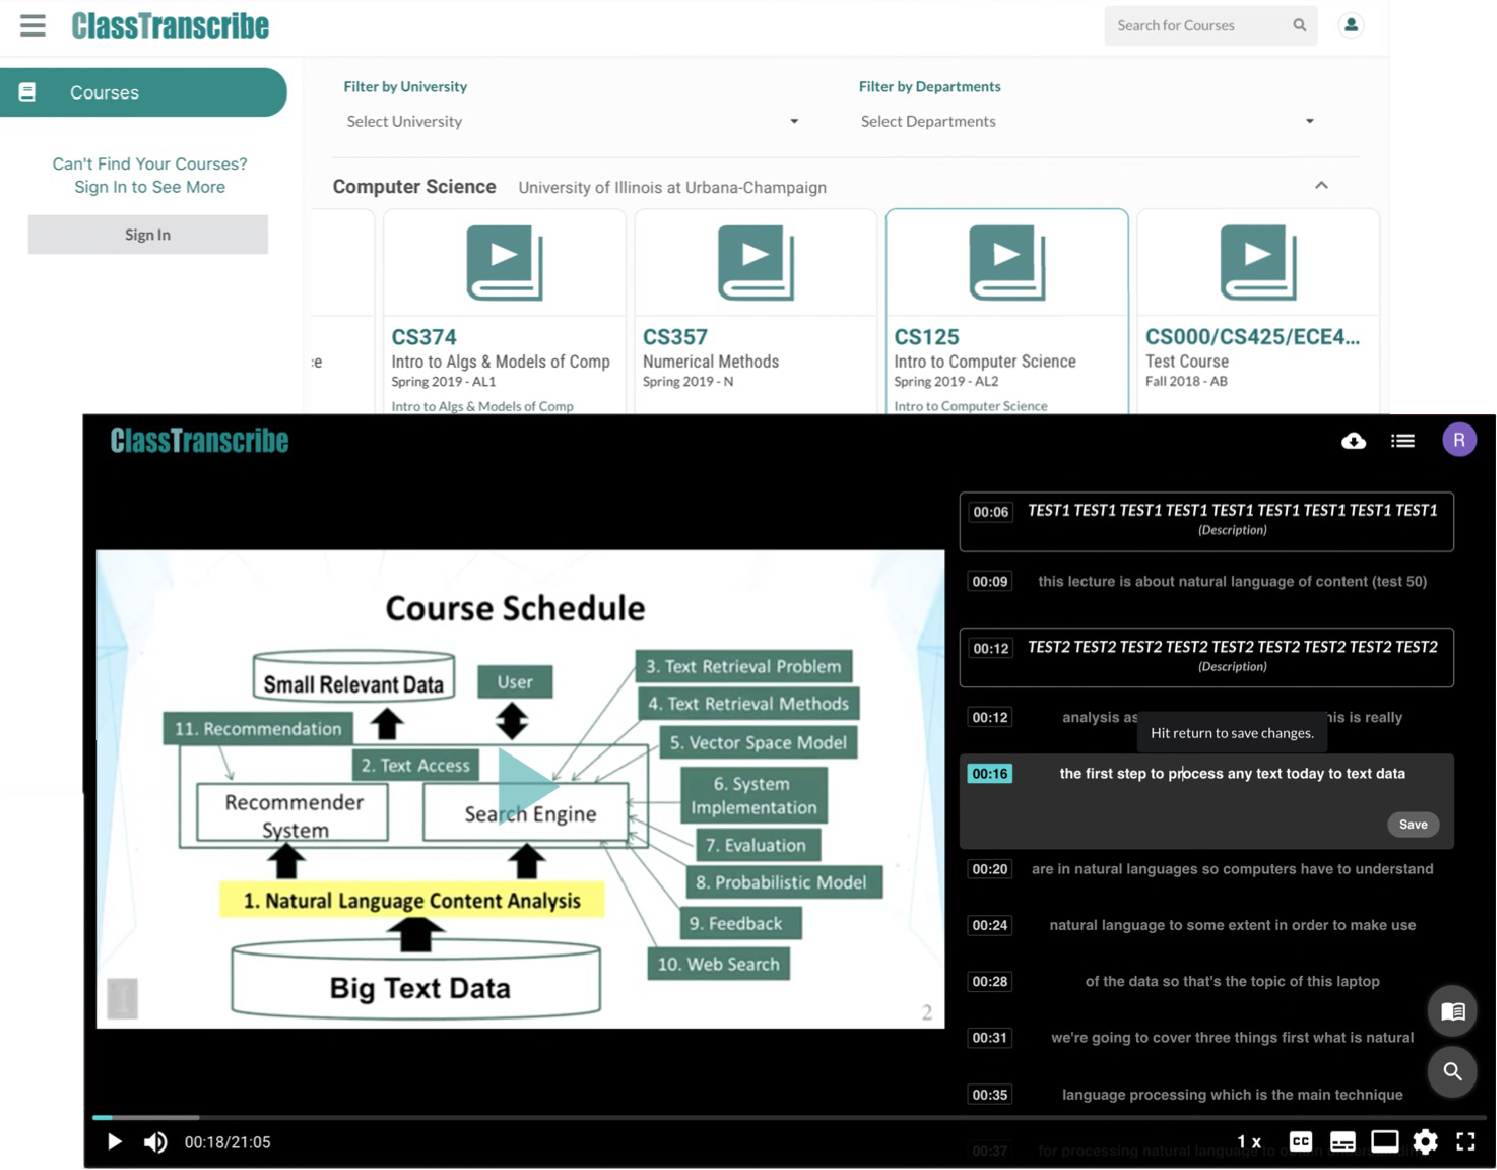 ClassTranscribe
Search for Courses
Courses
Can't Find Your Courses?
Sign In to See More
Sign In
Filter by University
Select University
Filter by Departments
Select Departments
Computer Science University of Illinois at Urbana-Champaign
ce
CS374
Intro to Algs & Models of Comp
Spring 2019 - AL1
Intro to Algs & Models of Comp
CS357
Numerical Methods
Spring 2019 - N
CS125
Intro to Computer Science
Spring 2019 - AL2
Intro to Computer Science
CS000/CS425/ECE4...
Test Course
Fall 2018 - AB
ClassTranscribe
R
Course Schedule
Small Relevant Data
User
3. Text Retrieval Problem
4. Text Retrieval Methods
11. Recommendation
5. Vector Space Model
2. Text Access
6. System
Implementation
Recommender
System
Search Engine
7. Evaluation
8. Probabilistic Model
1. Natural Language Content Analysis
9. Feedback
10. Web Search
Big Text Data
I
2
00:06 TEST1 TEST1 TEST1 TEST1 TEST1 TEST1 TEST1 TEST1 TEST1
(Description)
00:09 this lecture is about natural language of content (test 50)
00:12 TEST2 TEST2 TEST2 TEST2 TEST2 TEST2 TEST2 TEST2 TEST2
(Description)
00:12 analysis as his is really
Hit return to save changes.
00:16 the first step to process any text today to text data
Save
00:20 are in natural languages so computers have to understand
00:24 natural language to some extent in order to make use
00:28 of the data so that's the topic of this laptop
00:31 we're going to cover three things first what is natural
00:35 language processing which is the main technique
00:37 for processing natural language to
00:18/21:05
1 x
CC